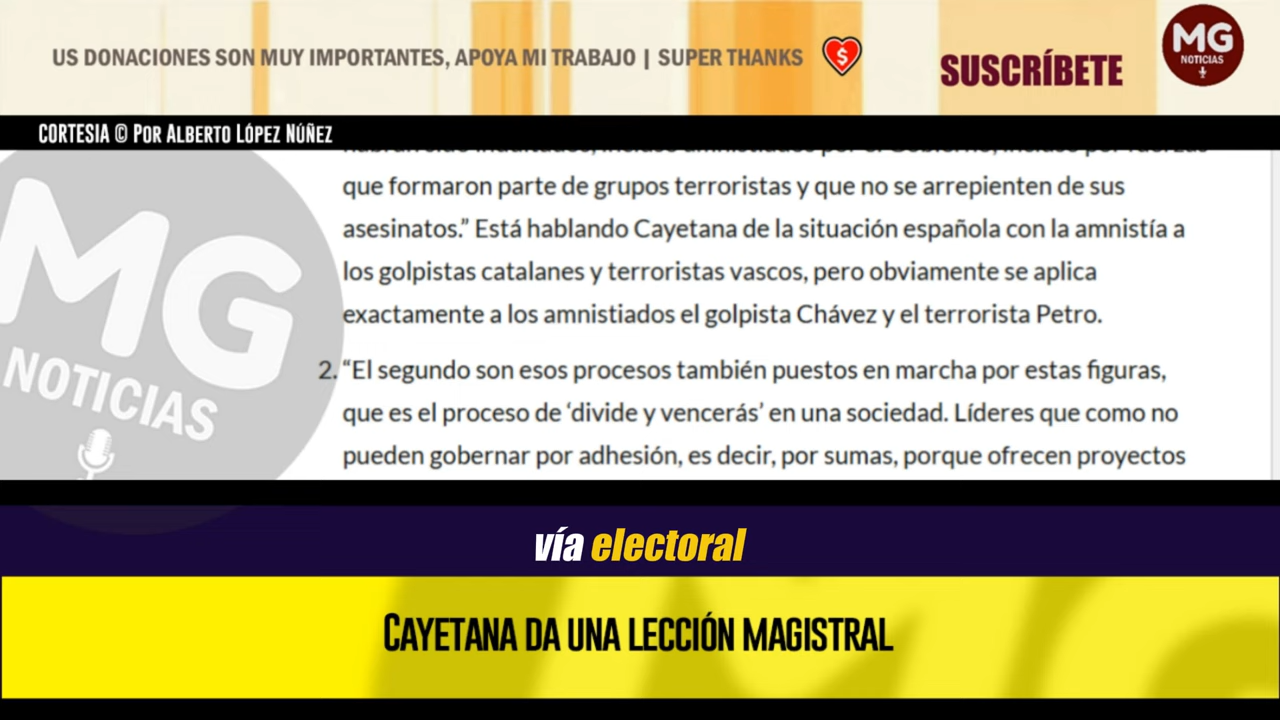 US DONACIONES SON MUY IMPORTANTES, APOYA MI TRABAJO | SUPER THANKS
$
SUSCRÍBETE
MG
NOTICIAS
CORTESIA © POR ALBERTO LÓPEZ NÚÑEZ
que formaron parte de grupos terroristas y que no se arrepienten de sus
asesinatos.” Está hablando Cayetana de la situación española con la amnistía a
los golpistas catalanes y terroristas vascos, pero obviamente se aplica
exactamente a los amnistiados el golpista Chávez y el terrorista Petro.
2. “El segundo son esos procesos también puestos en marcha por estas figuras,
que es el proceso de ‘divide y vencerás’ en una sociedad. Líderes que como no
pueden gobernar por adhesión, es decir, por sumas, porque ofrecen proyectos
MG
NOTICIAS
vía electoral
CAYETANA DA UNA LECCIÓN MAGISTRAL